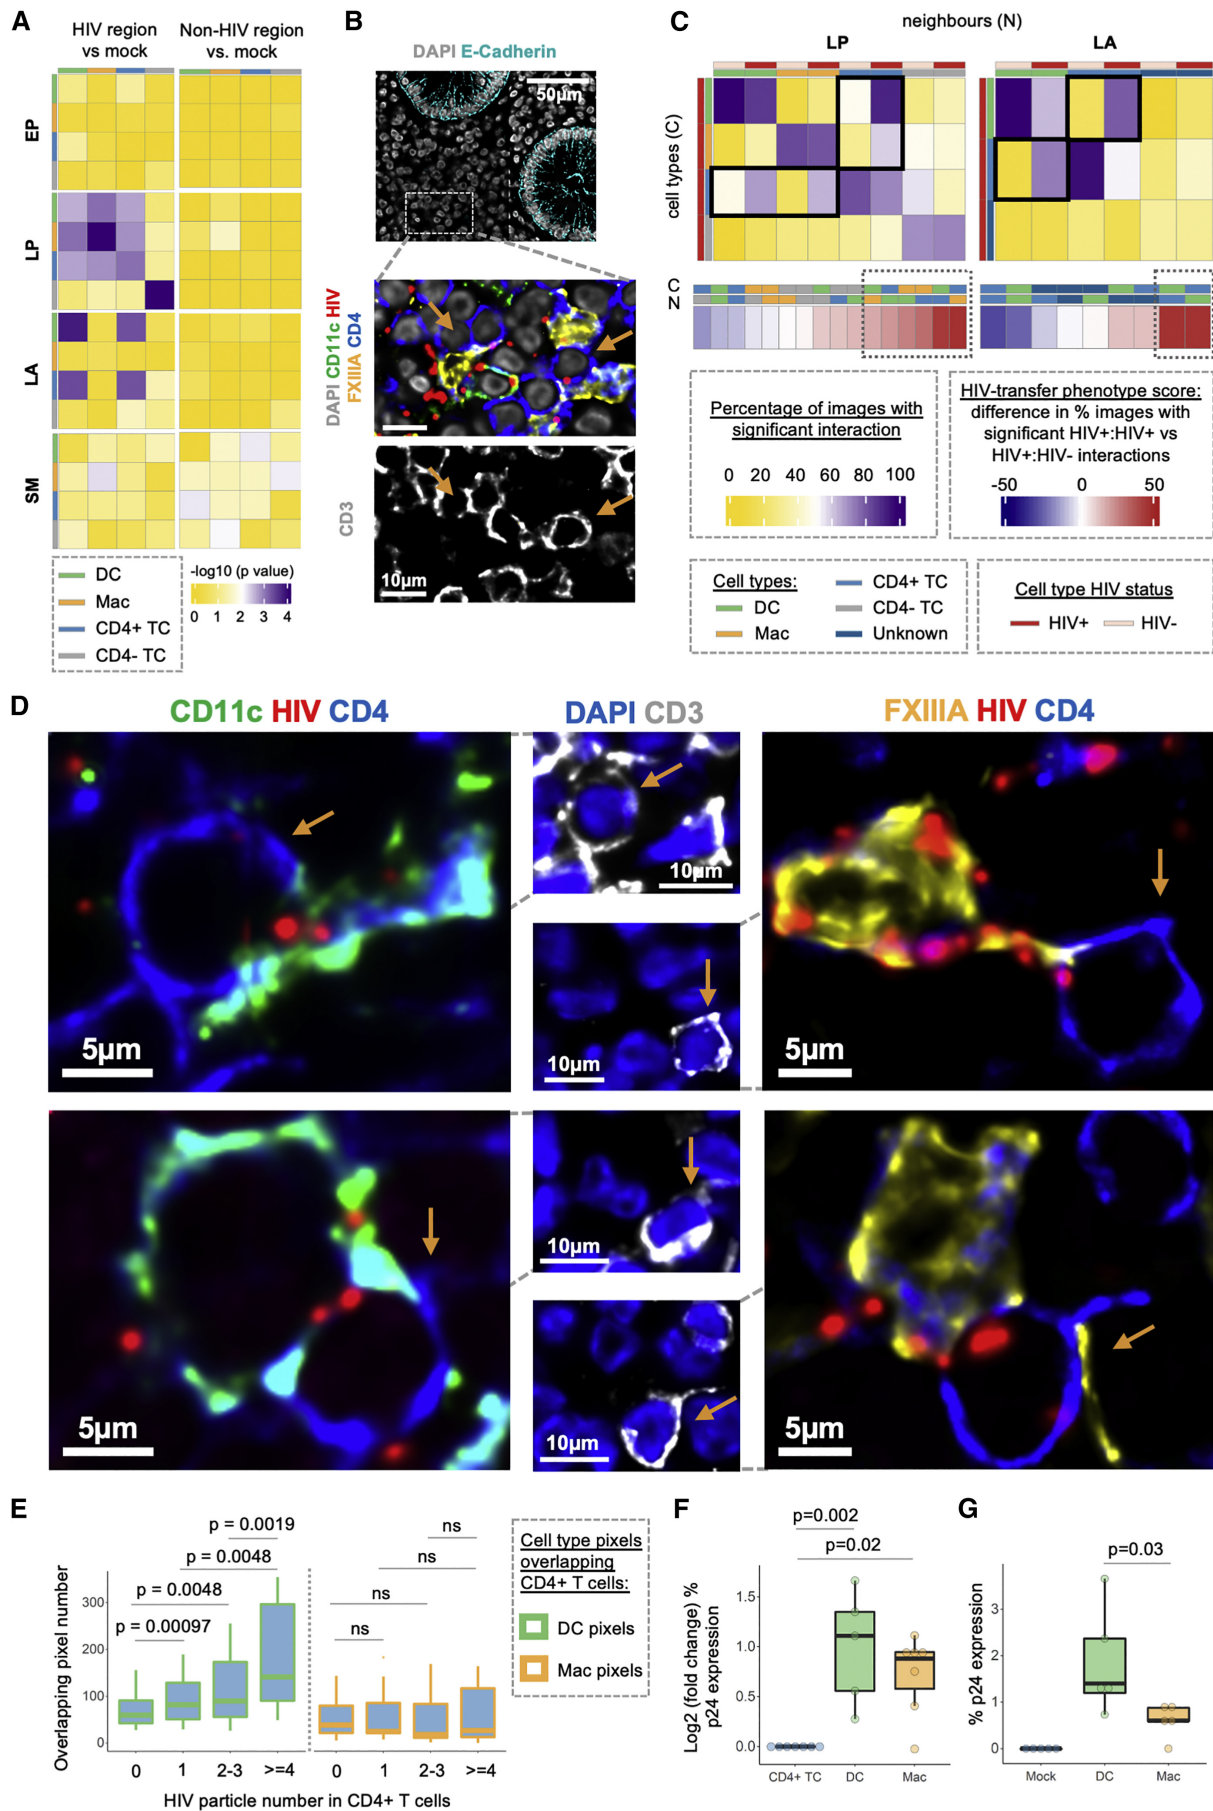 A
HIV region
vs mock
Non-HIV region
vs. mock
EP
LP
LA
SM
DC
Mac
CD4+ TC
CD4- TC
-log10 (p value)
0 1 2 3 4
B
DAPI E-Cadherin
50µm
DAPI CD11c HIV
FXIIIA CD4
CD3
10µm
C
neighbours (N)
LP
LA
cell types (C)
C
N
Percentage of images with
significant interaction
0 20 40 60 80 100
HIV-transfer phenotype score:
difference in % images with
significant HIV+:HIV+ vs
HIV+:HIV- interactions
-50 0 50
Cell types:
DC
Mac
CD4+ TC
CD4- TC
Unknown
Cell type HIV status
HIV+ HIV-
D
CD11c HIV CD4
DAPI CD3
FXIIIA HIV CD4
5µm
10µm
10µm
5µm
5µm
10µm
10µm
5µm
E
p = 0.0019
p = 0.0048
p = 0.0048
p = 0.00097
ns
ns
ns
ns
Overlapping pixel number
300
200
100
0
0 1 2-3 >=4
0 1 2-3 >=4
HIV particle number in CD4+ T cells
Cell type pixels
overlapping
CD4+ T cells:
DC pixels
Mac pixels
F
p=0.002
p=0.02
Log2 (fold change) %
p24 expression
1.5
1.0
0.5
0.0
CD4+ TC DC Mac
G
p=0.03
% p24 expression
3
2
1
0
Mock DC Mac